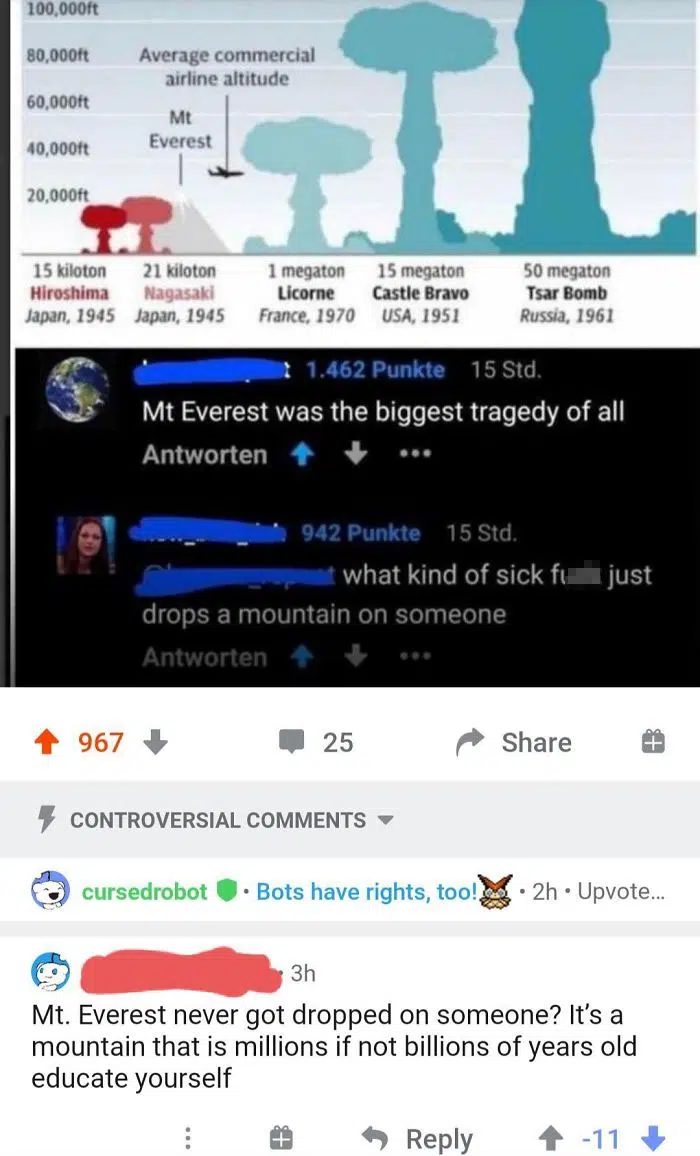 100,000ft
80,000ft
Average commercial
airline altitude
60,000ft
Mt
Everest
40,000ft
20,000ft
15 kiloton
Hiroshima
Japan, 1945
21 kiloton
Nagasaki
Japan, 1945
1 megaton
Licorne
France, 1970
15 megaton
Castle Bravo
USA, 1951
50 megaton
Tsar Bomb
Russia, 1961
1.462 Punkte 15 Std.
Mt Everest was the biggest tragedy of all
Antworten
942 Punkte 15 Std.
what kind of sick just
drops a mountain on someone
Antworten
967 25 Share
CONTROVERSIAL COMMENTS
cursedrobot • Bots have rights, too! • 2h • Upvote...
3h
Mt. Everest never got dropped on someone? It's a
mountain that is millions if not billions of years old
educate yourself
Reply -11